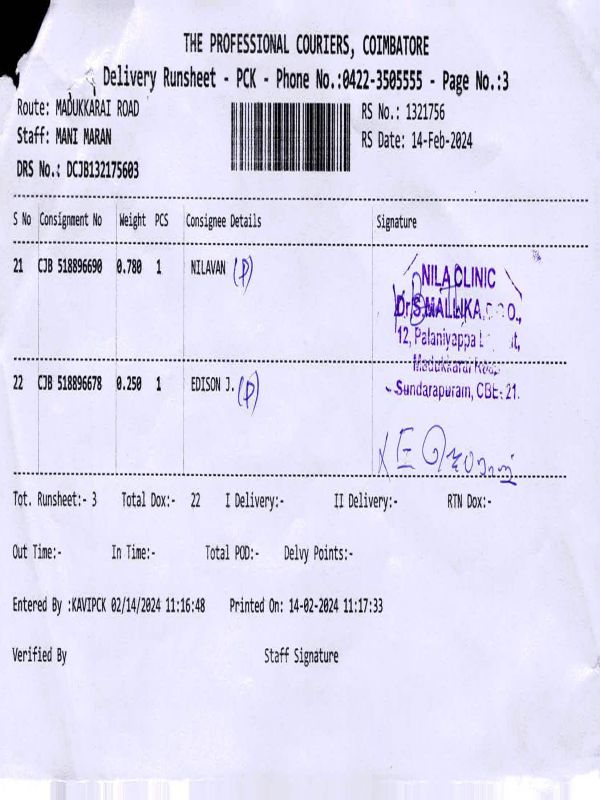 THE PROFESSIONAL COURIERS, COIMBATORE
Delivery Runsheet - PCK - Phone No.:0422-3505555 - Page No.:3
Route: MADUKKARAI ROAD
RS No.: 1321756
Staff: MANI MARAN
RS Date: 14-Feb-2024
DRS No.: DCJB132175603
S No Consignment No Weight PCS Consignee Details Signature
21 CJB 518896690 0.780 1 NILAVAN (P)
NILA CLINIC
Dr.S.MALLIKA
12, Palaniyappa
Madukkarai Road
Sundarapuram, CBE- 21.
22 CJB 518896678 0.250 1 EDISON J. (P)
Tot. Runsheet:- 3 Total Dox:- 22 I Delivery:- II Delivery:- RTN Dox:-
Out Time:- In Time:- Total POD:- Delvy Points:-
Entered By :KAVIPCK 02/14/2024 11:16:48 Printed On: 14-02-2024 11:17:33
Verified By Staff Signature